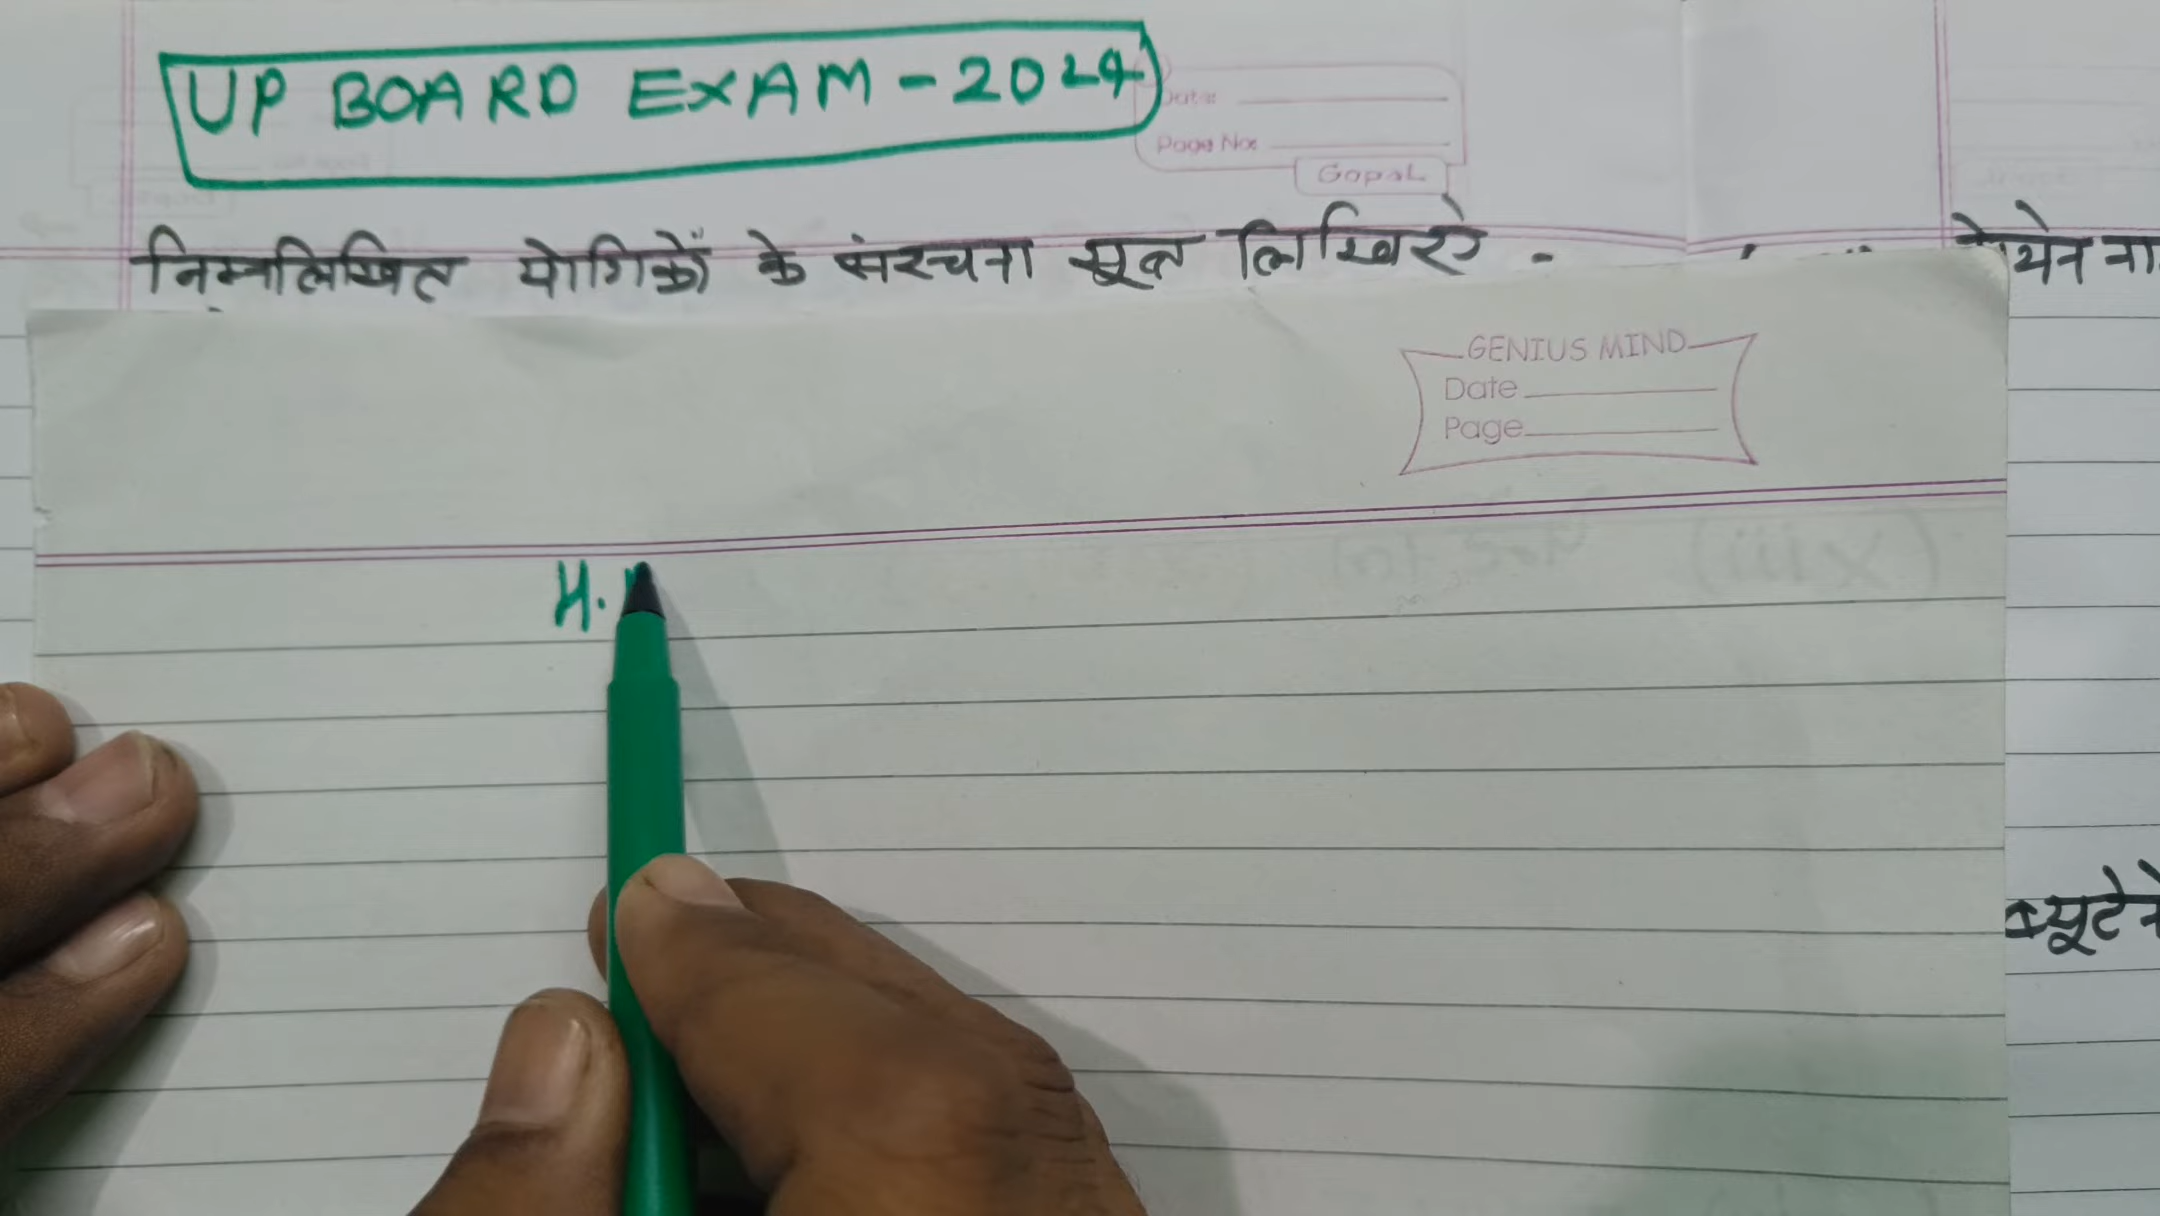 UP BOARD EXAM - 2024
Date:
Page No:
Gopal
निम्नलिखित योगिकों के संरचना सूत्र लिखिए -
GENIUS MIND
Date
Page
H.